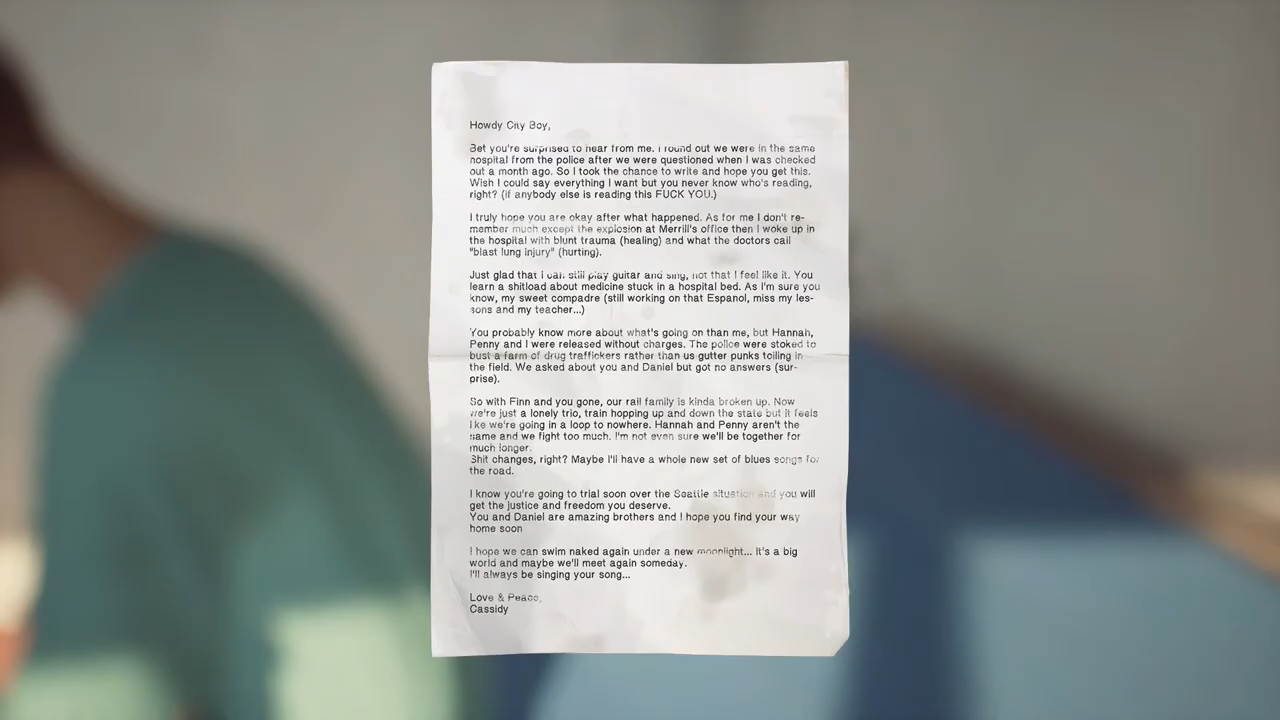 Howdy City Boy,
Bet you're surprised to hear from me. I found out we were in the same
hospital from the police after we were questioned when I was checked
out a month ago. So I took the chance to write and hope you get this.
Wish I could say everything I want but you never know who's reading,
right? (if anybody else is reading this FUCK YOU.)
I truly hope you are okay after what happened. As for me I don't re-
member much except the explosion at Merrill's office then I woke up in
the hospital with blunt trauma (healing) and what the doctors call
"blast lung injury" (hurting).
Just glad that I can still play guitar and sing, not that I feel like it. You
learn a shitload about medicine stuck in a hospital bed. As I'm sure you
know, my sweet compadre (still working on that Espanol, miss my les-
sons and my teacher...)
You probably know more about what's going on than me, but Hannah,
Penny and I were released without charges. The police were stoked to
bust a farm of drug traffickers rather than us gutter punks toiling in
the field. We asked about you and Daniel but got no answers (sur-
prise).
So with Finn and you gone, our rail family is kinda broken up. Now
we're just a lonely trio, train hopping up and down the state but it feels
like we're going in a loop to nowhere. Hannah and Penny aren't the
same and we fight too much. I'm not even sure we'll be together for
much longer.
Shit changes, right? Maybe I'll have a whole new set of blues songs for
the road.
I know you're going to trial soon over the Seattle situation and you will
get the justice and freedom you deserve.
You and Daniel are amazing brothers and I hope you find your way
home soon
I hope we can swim naked again under a new moonlight... It's a big
world and maybe we'll meet again someday.
I'll always be singing your song...
Love & Peace,
Cassidy